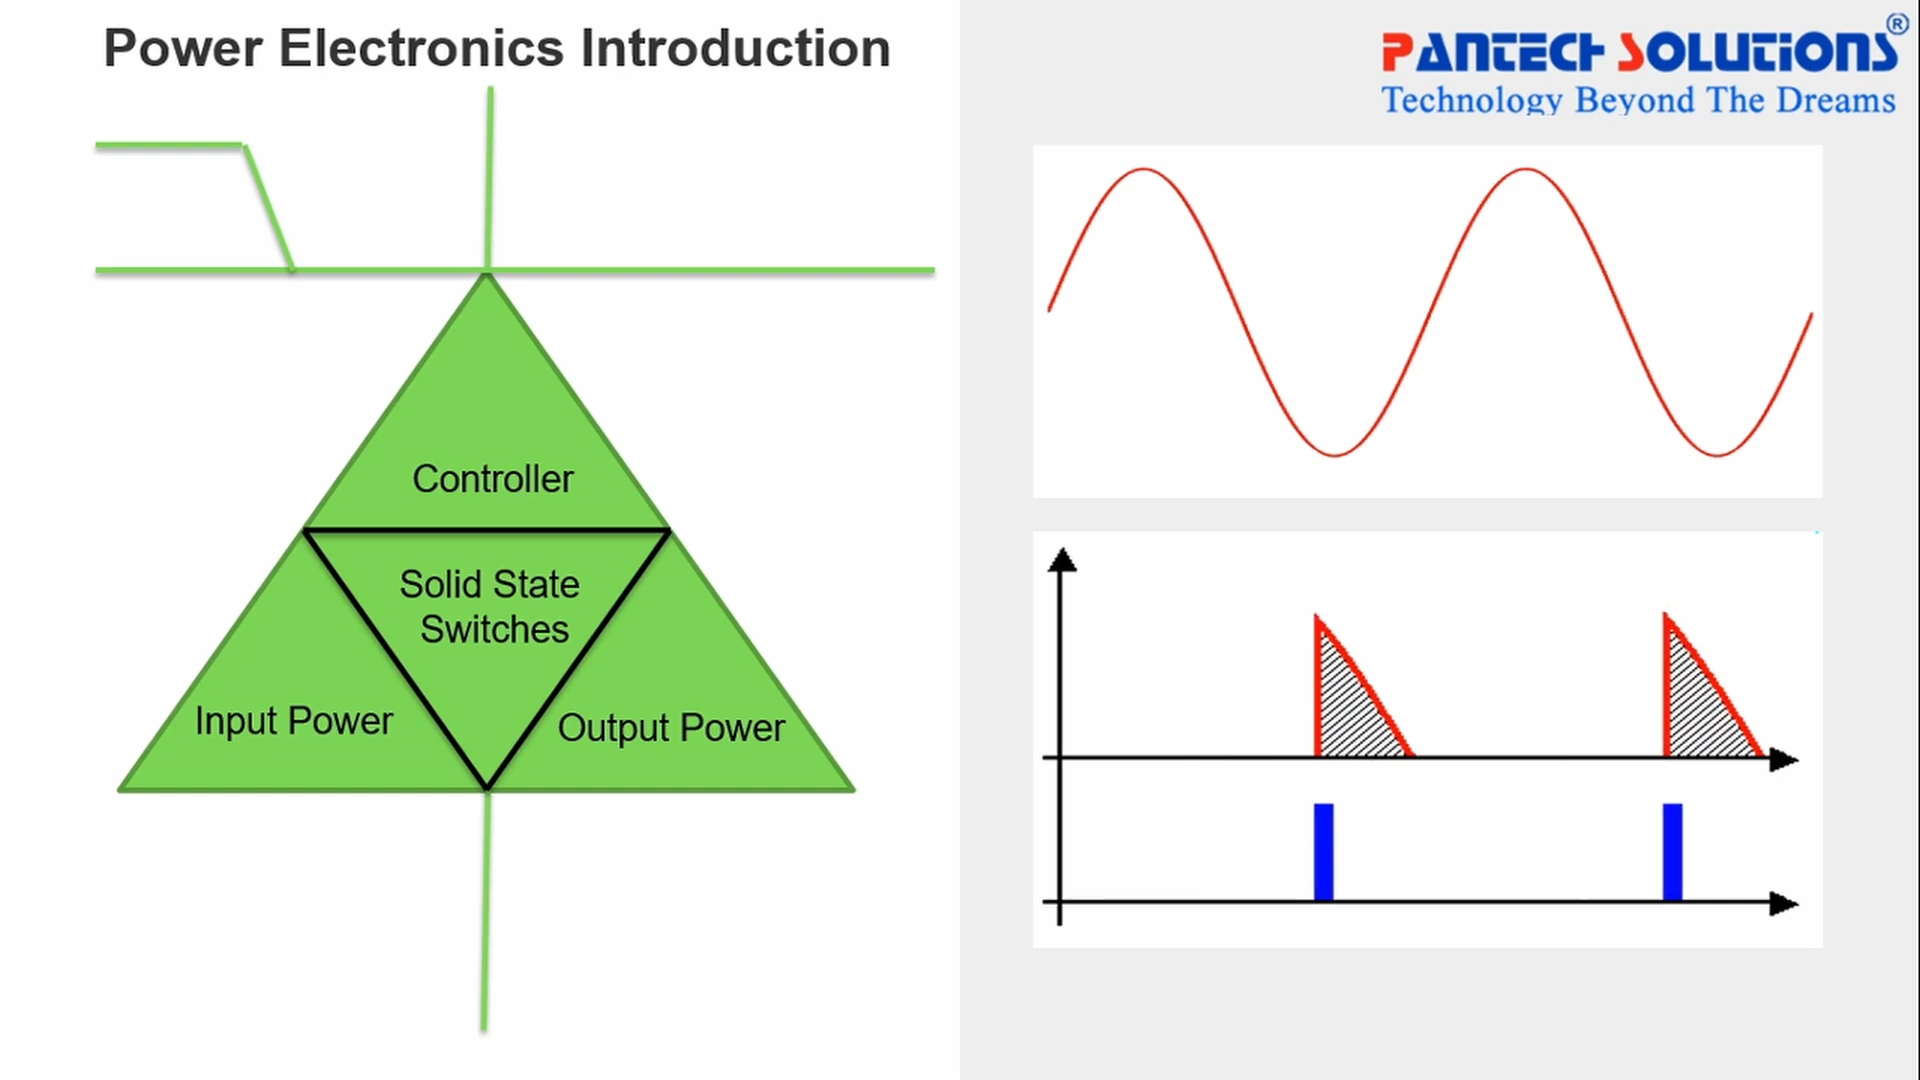 Power Electronics Introduction
PANTECH SOLUTIONS®
Technology Beyond The Dreams
Controller
Solid State
Switches
Input Power
Output Power